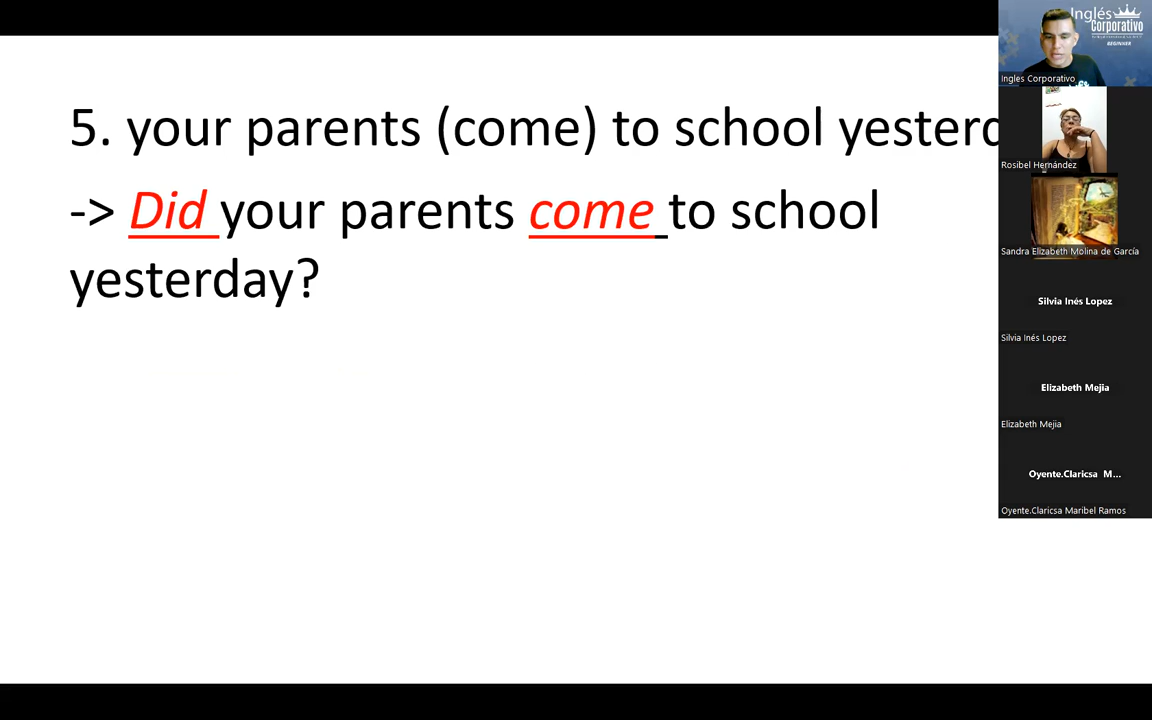 5. your parents (come) to school yesterd
-> Did your parents come to school
yesterday?
Inglés
Corporativo
BEGINNER
Ingles Corporativo
Rosibel Hernández
Sandra Elizabeth Molina de García
Silvia Inés Lopez
Silvia Inés Lopez
Elizabeth Mejia
Elizabeth Mejia
Oyente.Claricsa M...
Oyente.Claricsa Maribel Ramos